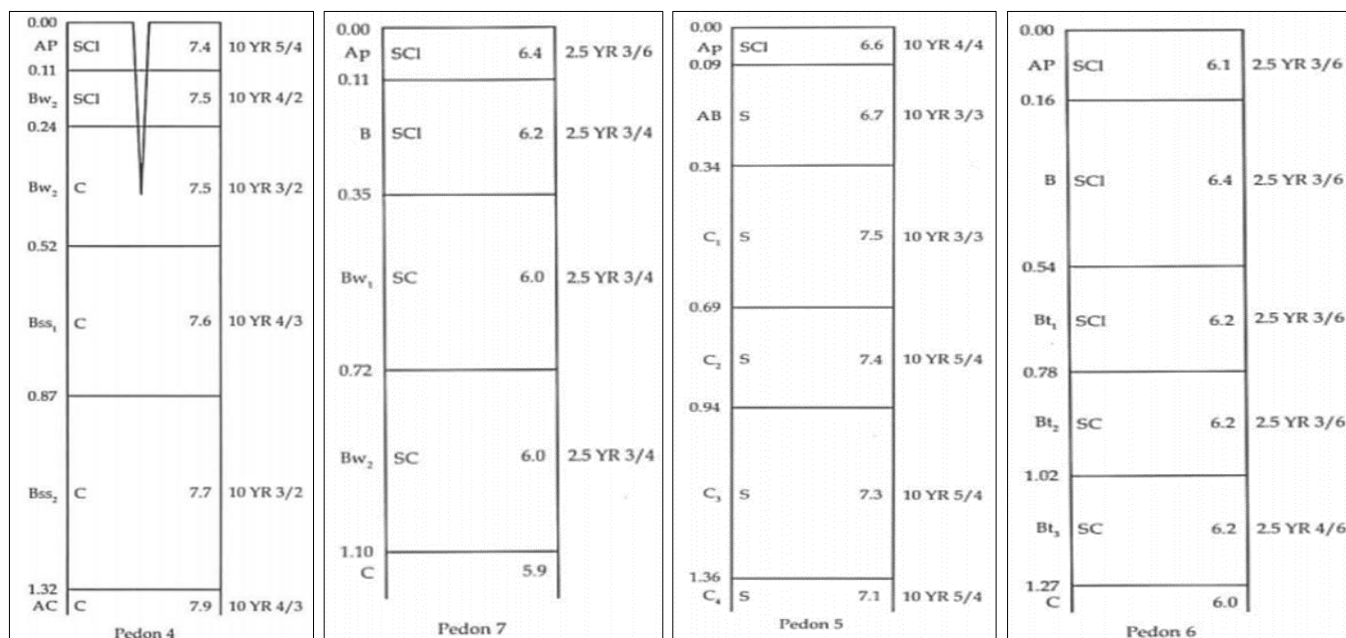 0.00
AP SCI 7.4 10 YR 5/4
0.11
Bw₂ SCI 7.5 10 YR 4/2
0.24
Bw₂ C 7.5 10 YR 3/2
0.52
Bss₁ C 7.6 10 YR 4/3
0.87
Bss₂ C 7.7 10 YR 3/2
1.32
AC C 7.9 10 YR 4/3
Pedon 4
0.00
Ap SCI 6.4 2.5 YR 3/6
0.11
B SCI 6.2 2.5 YR 3/4
0.35
Bw₁ SC 6.0 2.5 YR 3/4
0.72
Bw₂ SC 6.0 2.5 YR 3/4
1.10
C 5.9
Pedon 7
0.00
Ap SCI 6.6 10 YR 4/4
0.09
AB S 6.7 10 YR 3/3
0.34
C₁ S 7.5 10 YR 3/3
0.69
C₂ S 7.4 10 YR 5/4
0.94
C₃ S 7.3 10 YR 5/4
1.36
C₄ S 7.1 10 YR 5/4
Pedon 5
0.00
AP SCI 6.1 2.5 YR 3/6
0.16
B SCI 6.4 2.5 YR 3/6
0.54
Bt₁ SCI 6.2 2.5 YR 3/6
0.78
Bt₂ SC 6.2 2.5 YR 3/6
1.02
Bt₃ SC 6.2 2.5 YR 4/6
1.27
C 6.0
Pedon 6